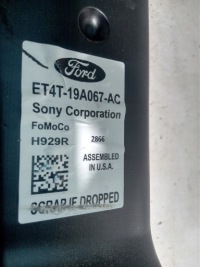 Ford
ET4T-19A067-AC
Sony Corporation
FoMoCo
H929R 2866
ASSEMBLED
IN U.S.A.
SCRAP IF DROPPED